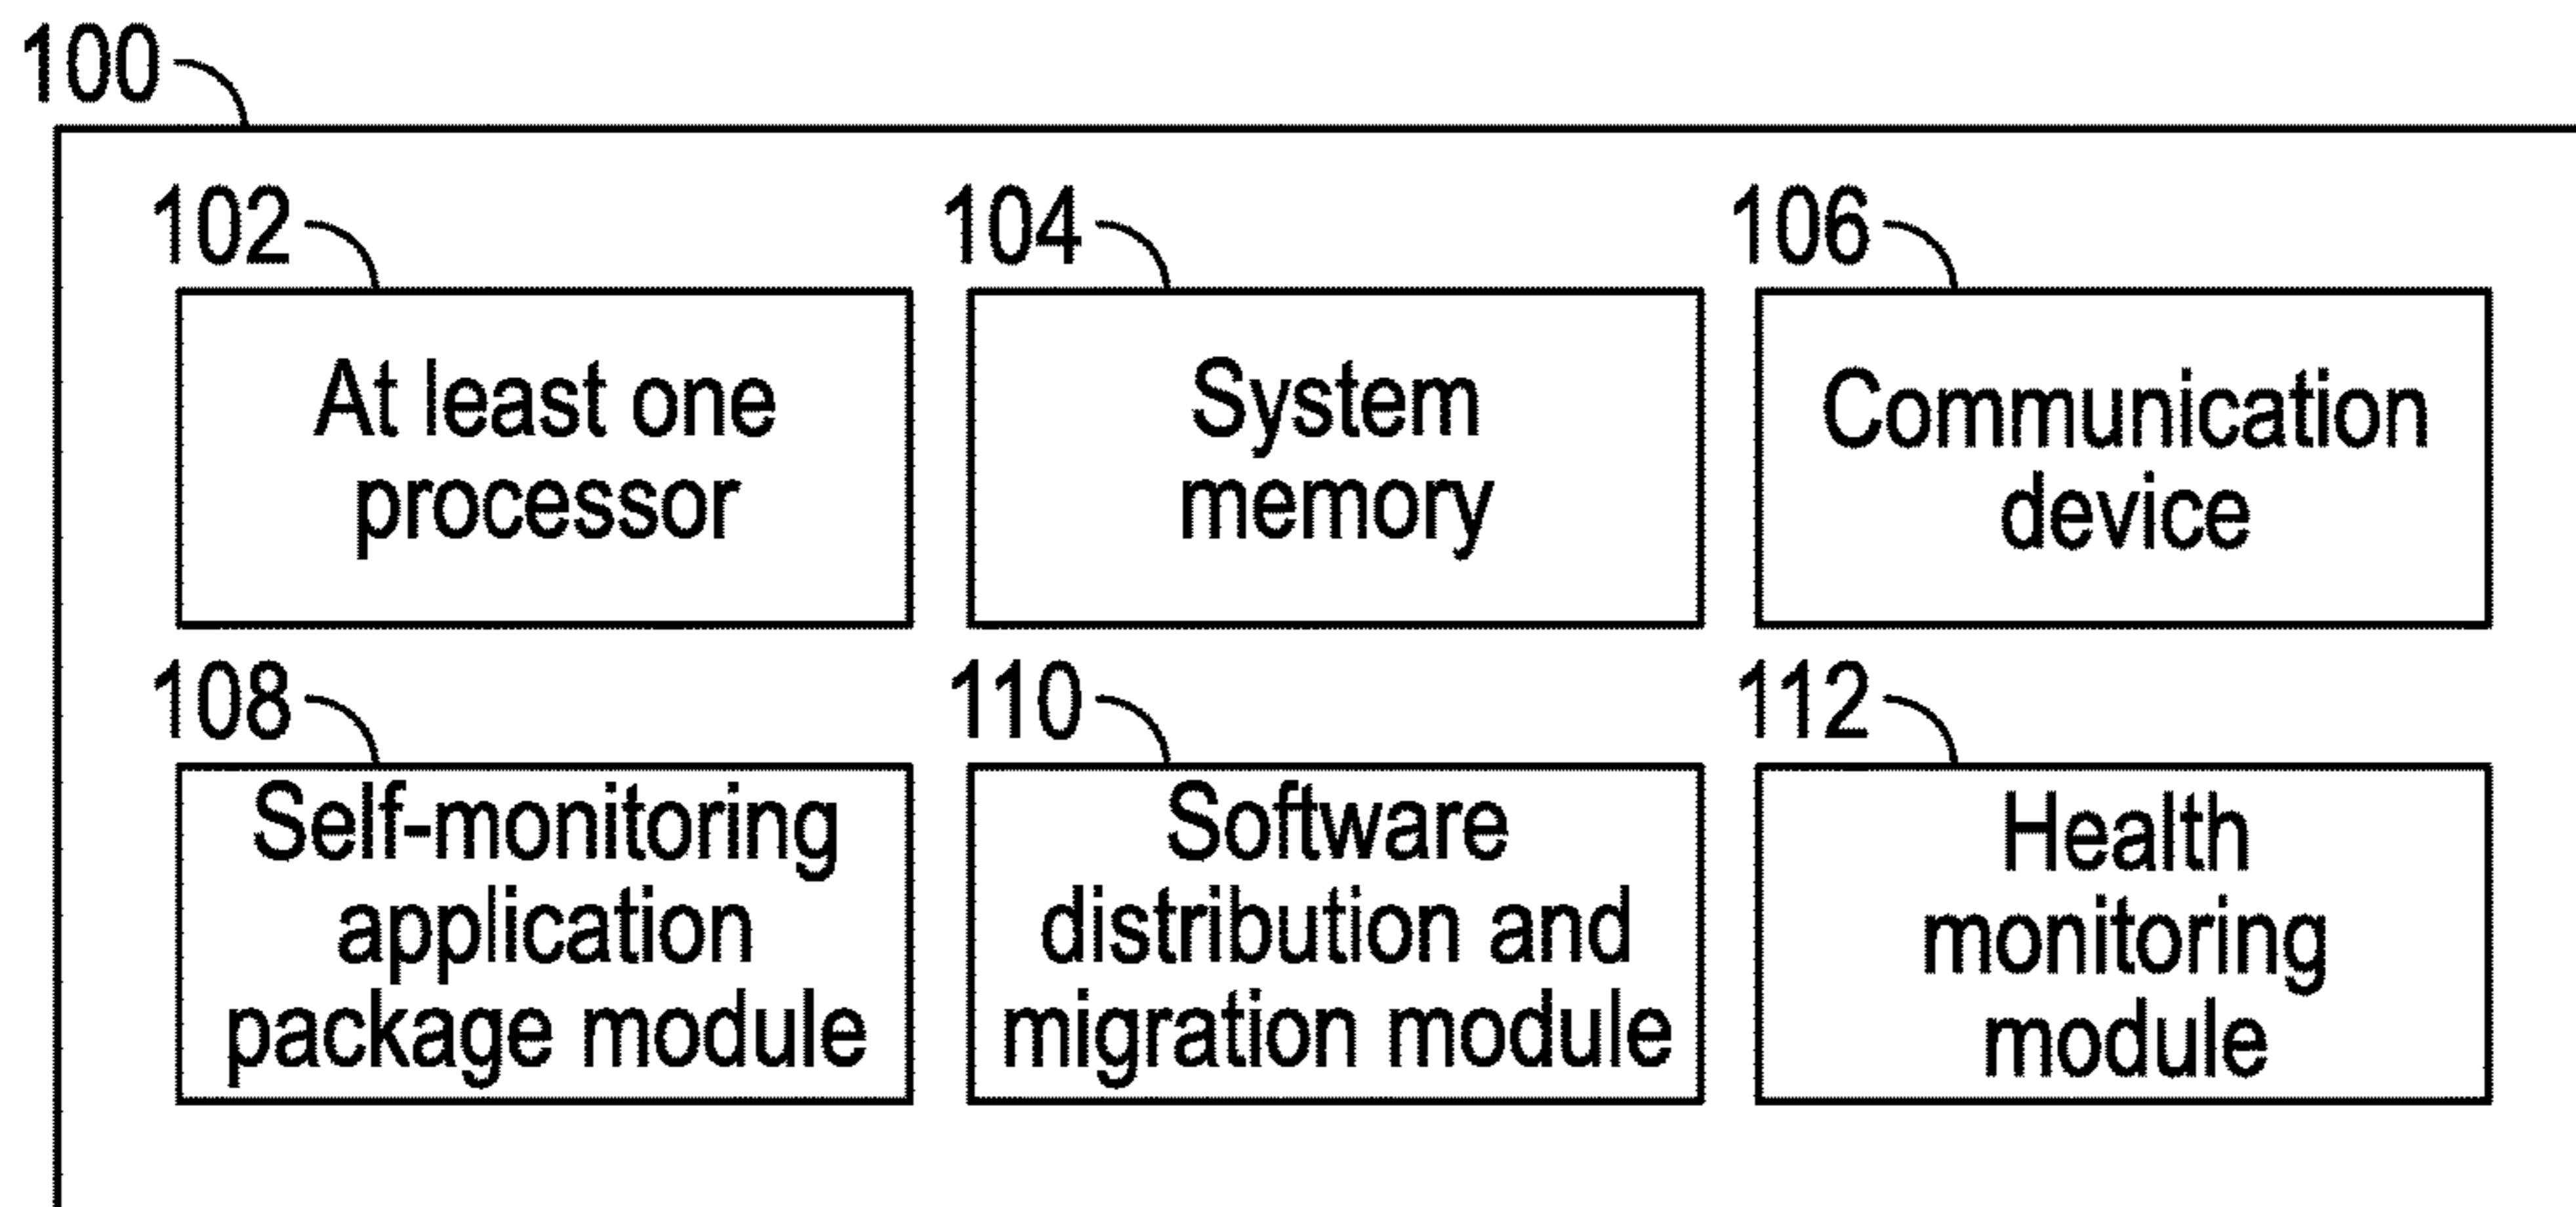 100
102
At least one
processor
104
System
memory
106
Communication
device
108
Self-monitoring
application
package module
110
Software
distribution and
migration module
112
Health
monitoring
module